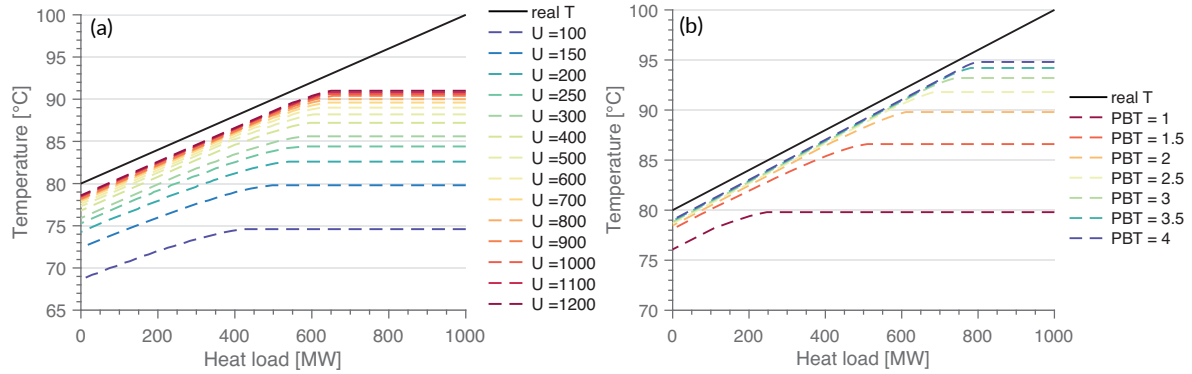 (a)
100
95
90
85
80
75
70
65
Temperature [°C]
0 200 400 600 800 1000
Heat load [MW]
real T
U =100
U =150
U =200
U =250
U =300
U =400
U =500
U =600
U =700
U =800
U =900
U =1000
U =1100
U =1200
(b)
100
95
90
85
80
75
70
Temperature [°C]
0 200 400 600 800 1000
Heat load [MW]
real T
PBT = 1
PBT = 1.5
PBT = 2
PBT = 2.5
PBT = 3
PBT = 3.5
PBT = 4